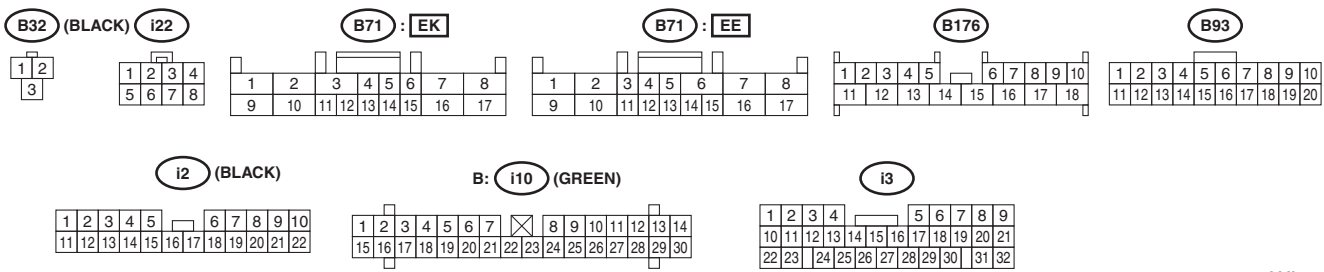 B32 (BLACK) i22 B71 : EK B71 : EE B176 B93
1 2
3
1 2 3 4
5 6 7 8
1 2 3 4 5 6 7 8
9 10 11 12 13 14 15 16 17
1 2 3 4 5 6 7 8
9 10 11 12 13 14 15 16 17
1 2 3 4 5 6 7 8 9 10
11 12 13 14 15 16 17 18
1 2 3 4 5 6 7 8 9 10
11 12 13 14 15 16 17 18 19 20
i2 (BLACK) B: i10 (GREEN) i3
1 2 3 4 5 6 7 8 9 10
11 12 13 14 15 16 17 18 19 20 21 22
1 2 3 4 5 6 7 8 9 10 11 12 13 14
15 16 17 18 19 20 21 22 23 24 25 26 27 28 29 30
1 2 3 4 5 6 7 8 9
10 11 12 13 14 15 16 17 18 19 20 21
22 23 24 25 26 27 28 29 30 31 32